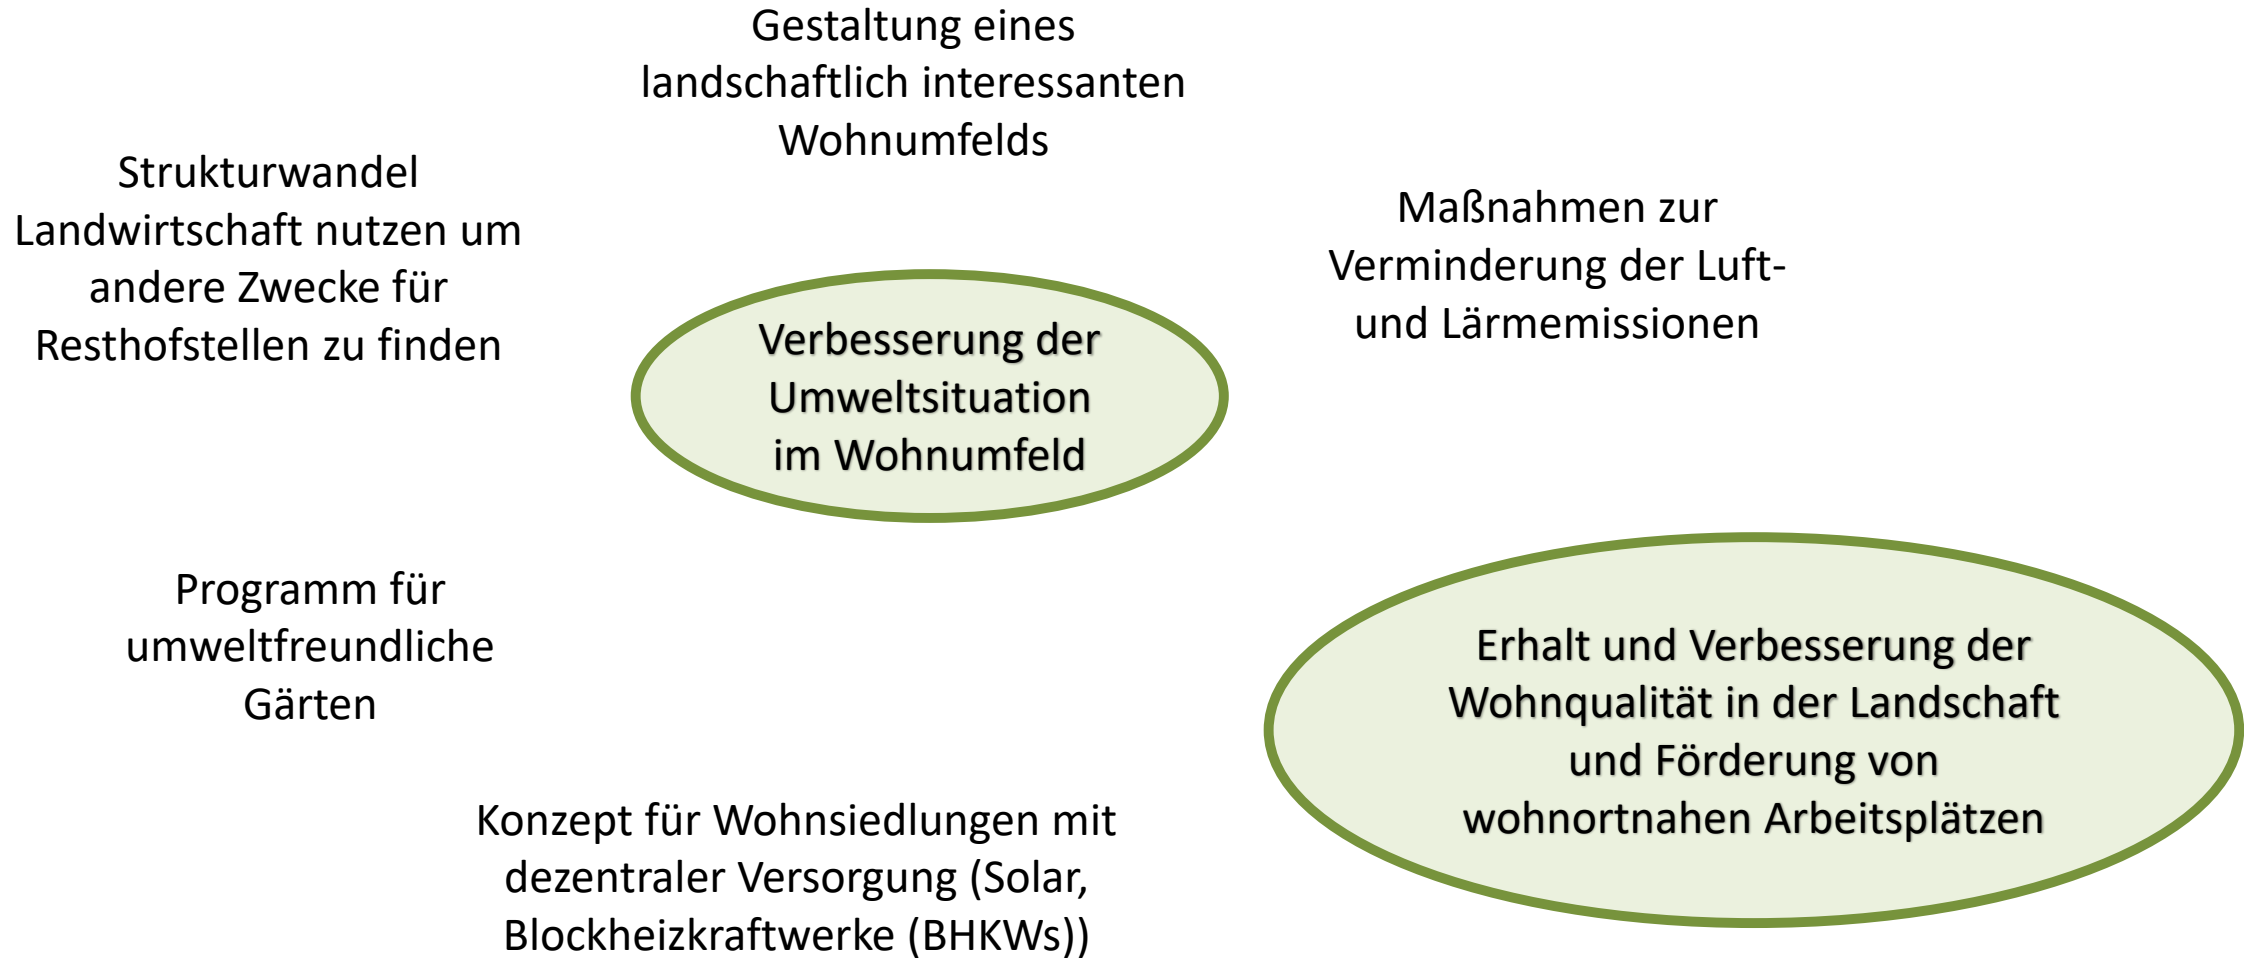 Gestaltung eines
landschaftlich interessanten
Wohnumfelds
Strukturwandel
Landwirtschaft nutzen um
andere Zwecke für
Resthofstellen zu finden
Maßnahmen zur
Verminderung der Luft-
und Lärmemissionen
Verbesserung der
Umweltsituation
im Wohnumfeld
Programm für
umweltfreundliche
Gärten
Erhalt und Verbesserung der
Wohnqualität in der Landschaft
und Förderung von
wohnortnahen Arbeitsplätzen
Konzept für Wohnsiedlungen mit
dezentraler Versorgung (Solar,
Blockheizkraftwerke (BHKWs))